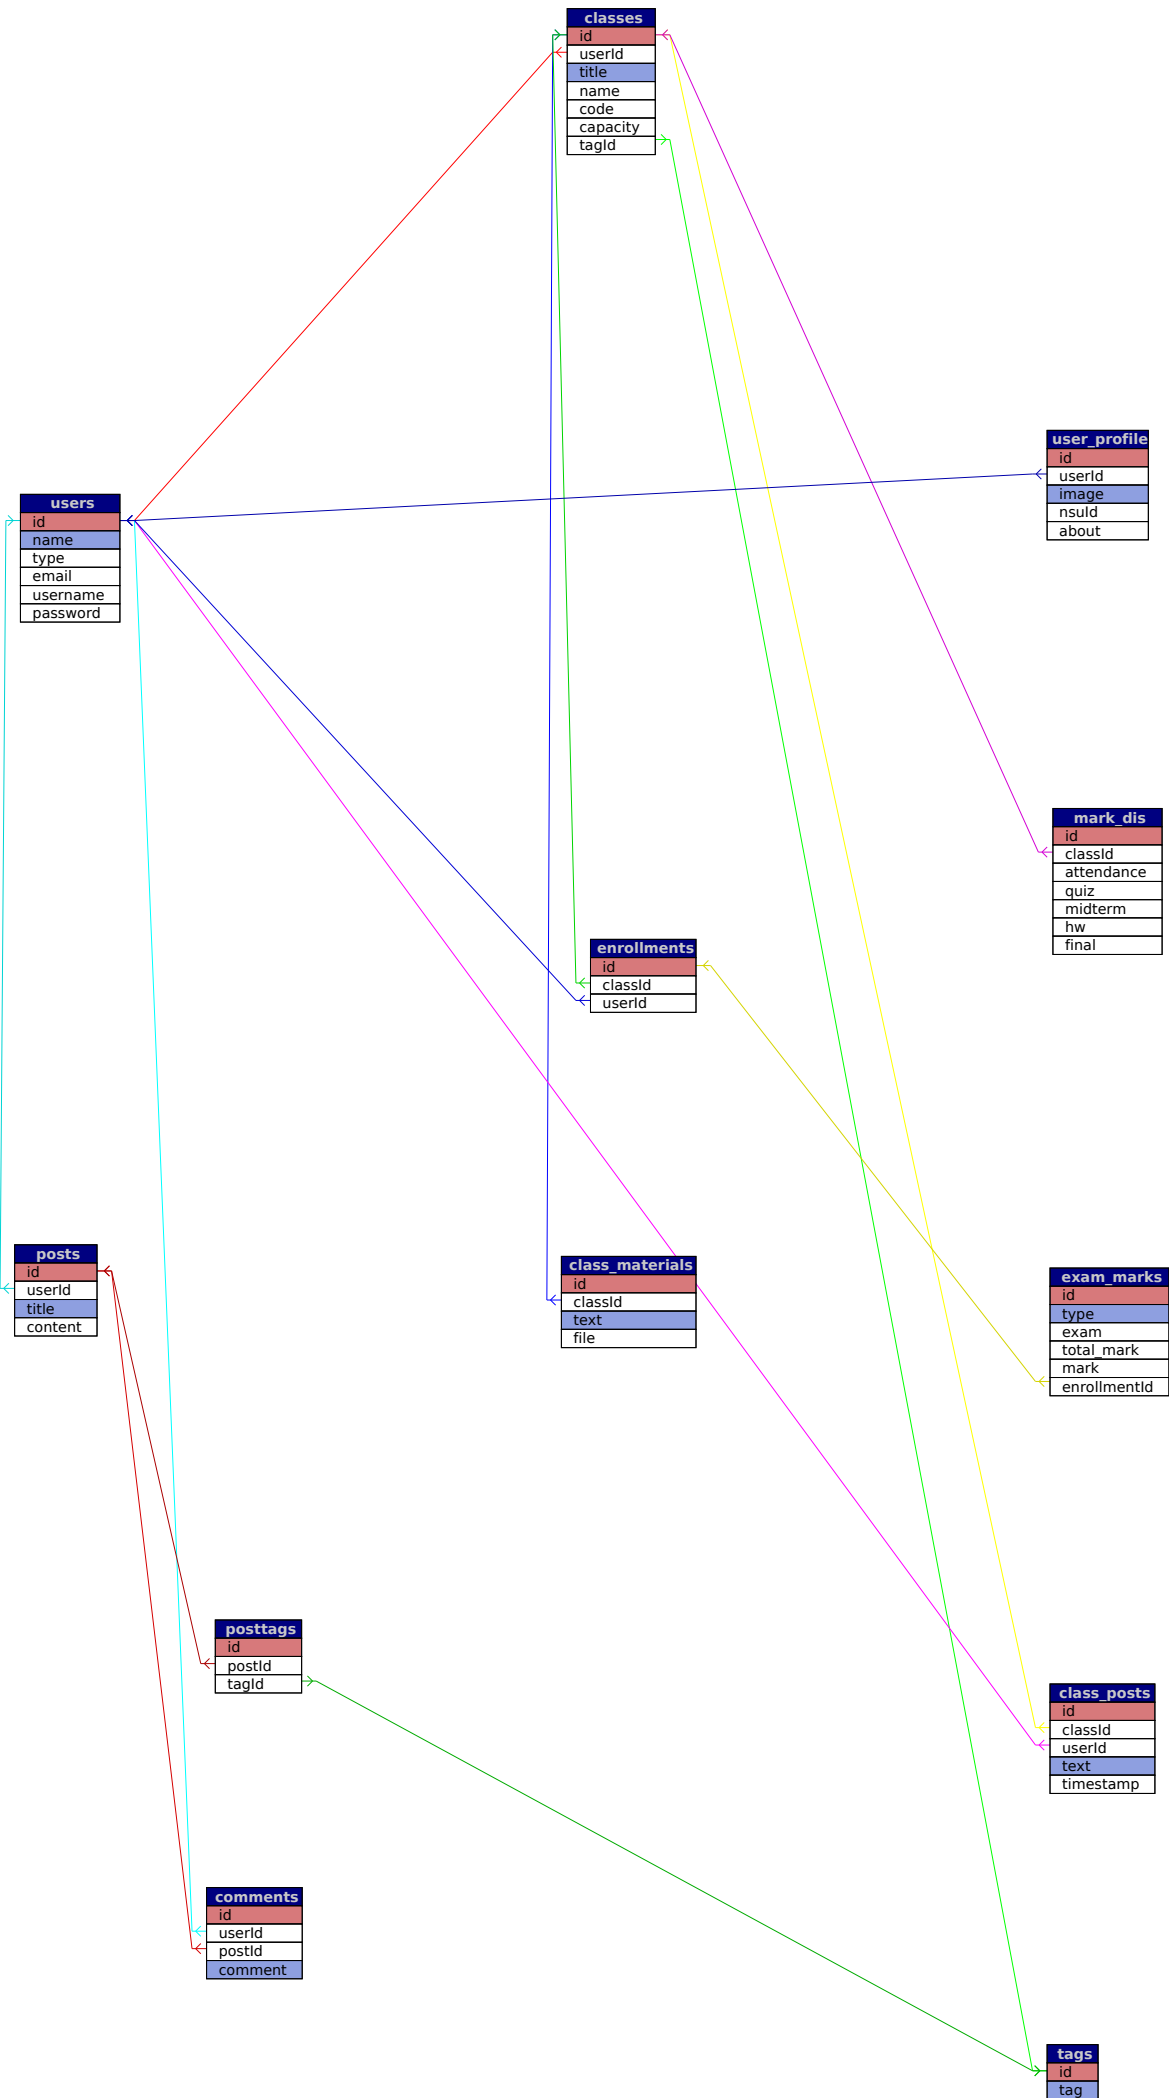 classes
id
userId
title
name
code
capacity
tagId
user_profile
id
userId
image
nsuId
about
users
id
name
type
email
username
password
mark_dis
id
classId
attendance
quiz
midterm
hw
final
enrollments
id
classId
userId
posts
id
userId
title
content
class_materials
id
classId
text
file
exam_marks
id
type
exam
total_mark
mark
enrollmentId
posttags
id
postId
tagId
class_posts
id
classId
userId
text
timestamp
comments
id
userId
postId
comment
tags
id
tag